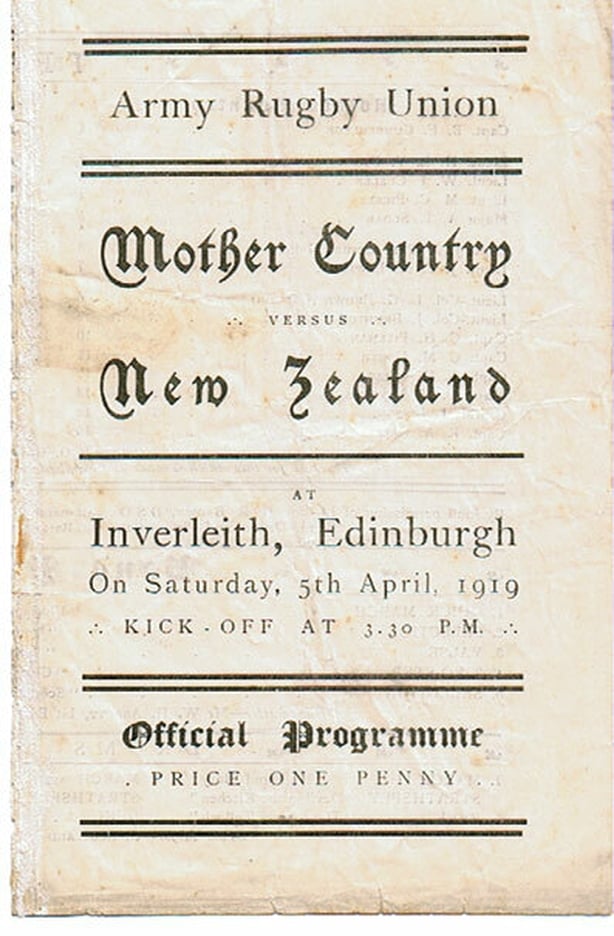 Army Rugby Union
Mother Country
∴ VERSUS ∴
New Zealand
AT
Inverleith, Edinburgh
On Saturday, 5th April, 1919
∴ KICK-OFF AT 3.30 P.M. ∴
Official Programme
PRICE ONE PENNY